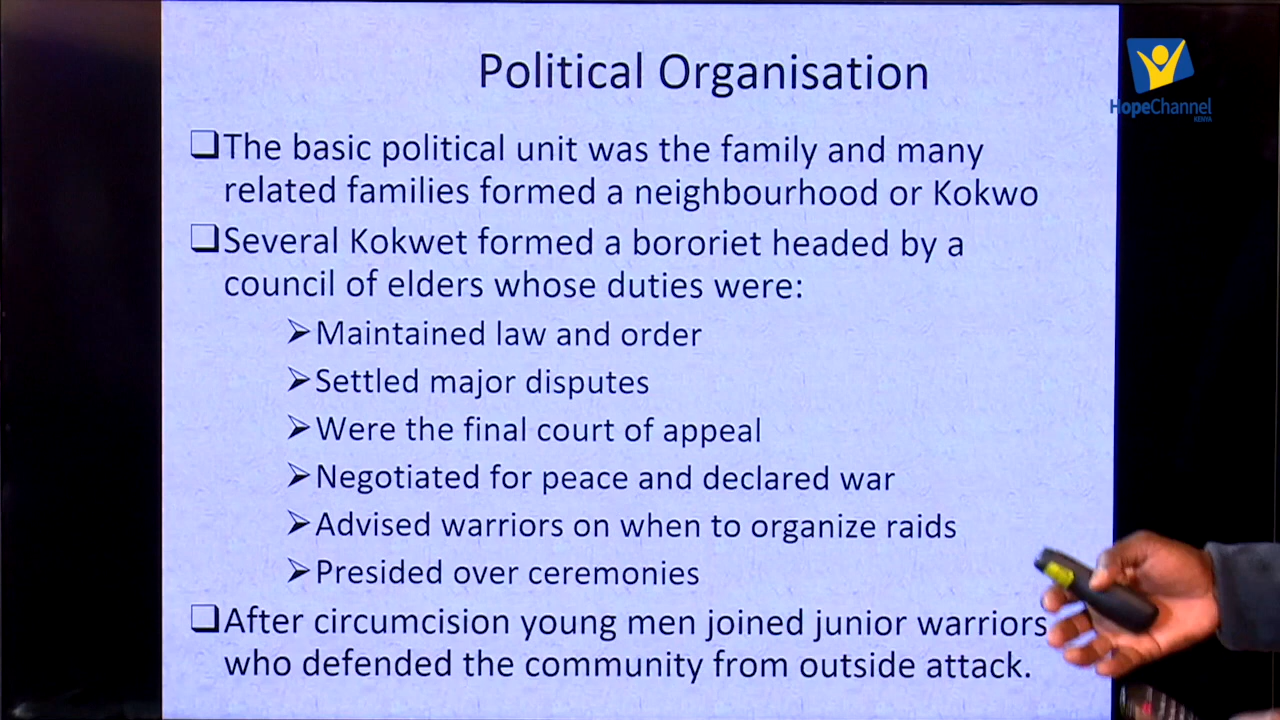 Political Organisation
HopeChannel
KENYA
❑The basic political unit was the family and many
related families formed a neighbourhood or Kokwo
❑Several Kokwet formed a bororiet headed by a
council of elders whose duties were:
➢Maintained law and order
➢Settled major disputes
➢Were the final court of appeal
➢Negotiated for peace and declared war
➢Advised warriors on when to organize raids
➢Presided over ceremonies
❑After circumcision young men joined junior warriors
who defended the community from outside attack.